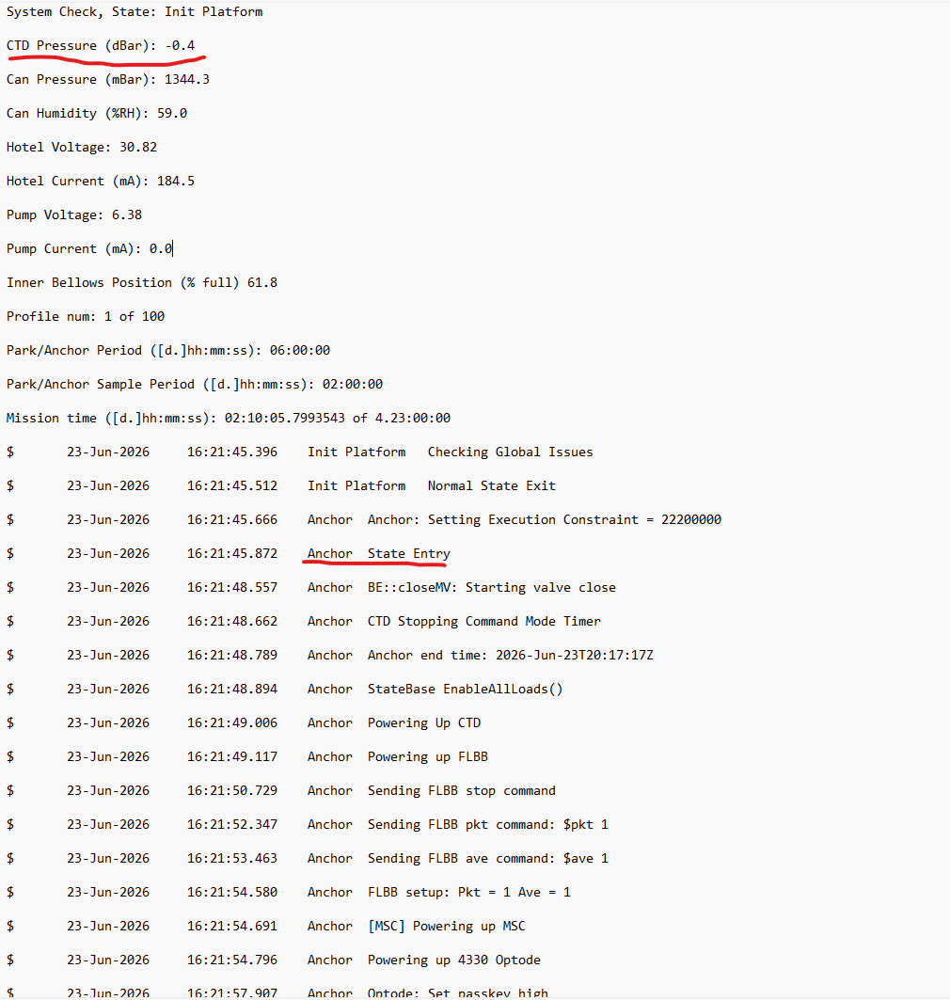 System Check, State: Init Platform
CTD Pressure (dBar): -0.4
Can Pressure (mBar): 1344.3
Can Humidity (%RH): 59.0
Hotel Voltage: 30.82
Hotel Current (mA): 184.5
Pump Voltage: 6.38
Pump Current (mA): 0.0
Inner Bellows Position (% full) 61.8
Profile num: 1 of 100
Park/Anchor Period ([d.]hh:mm:ss): 06:00:00
Park/Anchor Sample Period ([d.]hh:mm:ss): 02:00:00
Mission time ([d.]hh:mm:ss): 02:10:05.7993543 of 4.23:00:00
$ 23-Jun-2026 16:21:45.396 Init Platform Checking Global Issues
$ 23-Jun-2026 16:21:45.512 Init Platform Normal State Exit
$ 23-Jun-2026 16:21:45.666 Anchor Anchor: Setting Execution Constraint = 22200000
$ 23-Jun-2026 16:21:45.872 Anchor State Entry
$ 23-Jun-2026 16:21:48.557 Anchor BE::closeMV: Starting valve close
$ 23-Jun-2026 16:21:48.662 Anchor CTD Stopping Command Mode Timer
$ 23-Jun-2026 16:21:48.789 Anchor Anchor end time: 2026-Jun-23T20:17:17Z
$ 23-Jun-2026 16:21:48.894 Anchor StateBase EnableAllLoads()
$ 23-Jun-2026 16:21:49.006 Anchor Powering Up CTD
$ 23-Jun-2026 16:21:49.117 Anchor Powering up FLBB
$ 23-Jun-2026 16:21:50.729 Anchor Sending FLBB stop command
$ 23-Jun-2026 16:21:52.347 Anchor Sending FLBB pkt command: $pkt 1
$ 23-Jun-2026 16:21:53.463 Anchor Sending FLBB ave command: $ave 1
$ 23-Jun-2026 16:21:54.580 Anchor FLBB setup: Pkt = 1 Ave = 1
$ 23-Jun-2026 16:21:54.691 Anchor [MSC] Powering up MSC
$ 23-Jun-2026 16:21:54.796 Anchor Powering up 4330 Optode
$ 23-Jun-2026 16:21:57.907 Anchor Optode: Set passkey high